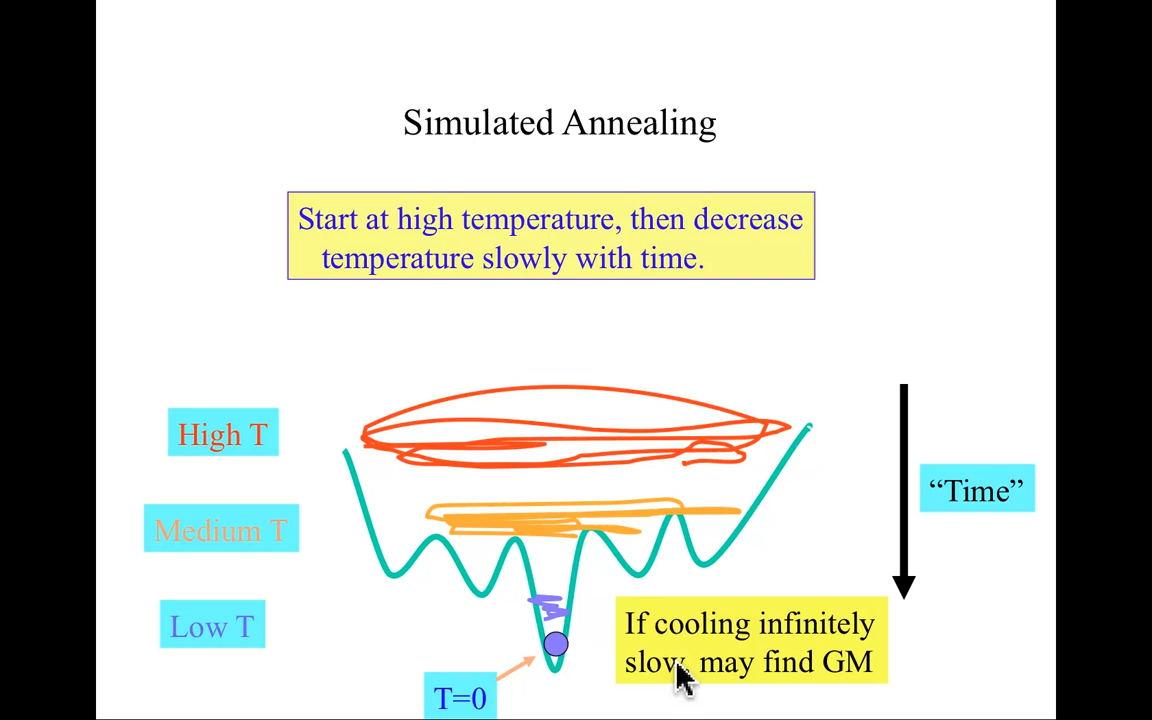 Simulated Annealing
Start at high temperature, then decrease
temperature slowly with time.
High T
Medium T
“Time”
Low T
If cooling infinitely
slow, may find GM
T=0